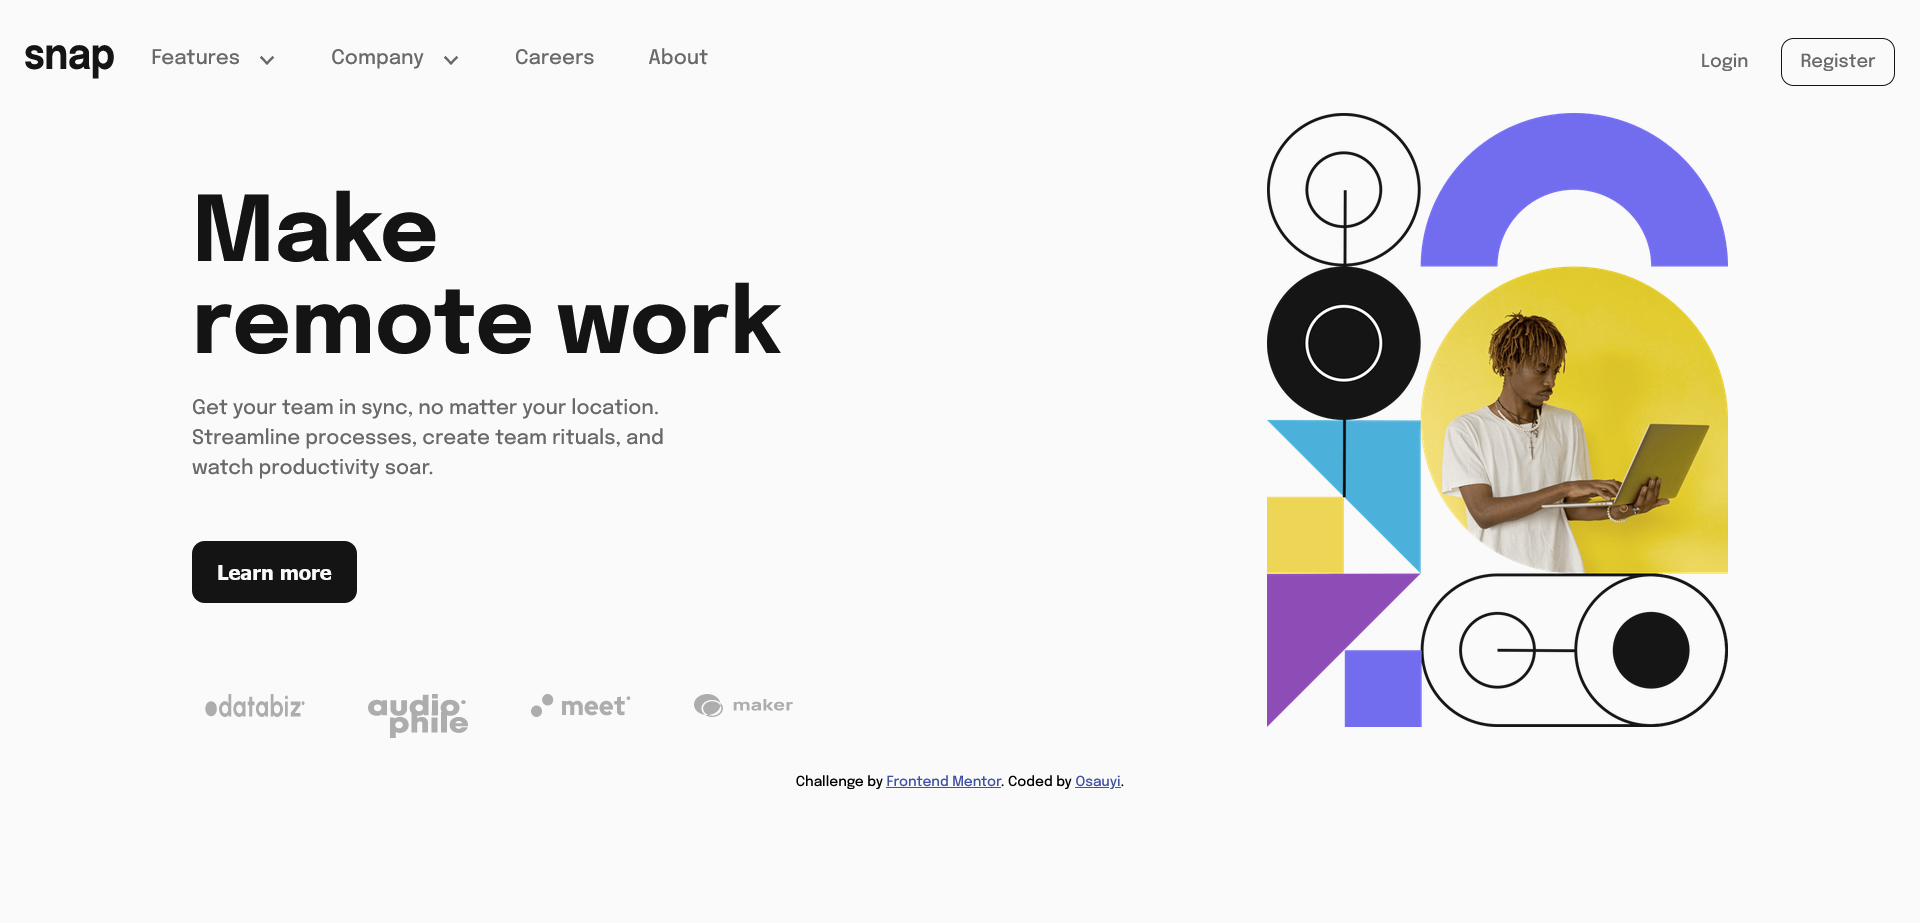 snap Features Company Careers About Login Register
Make
remote work
Get your team in sync, no matter your location.
Streamline processes, create team rituals, and
watch productivity soar.
Learn more
databiz audiophile meet maker
Challenge by Frontend Mentor. Coded by Osauyi.